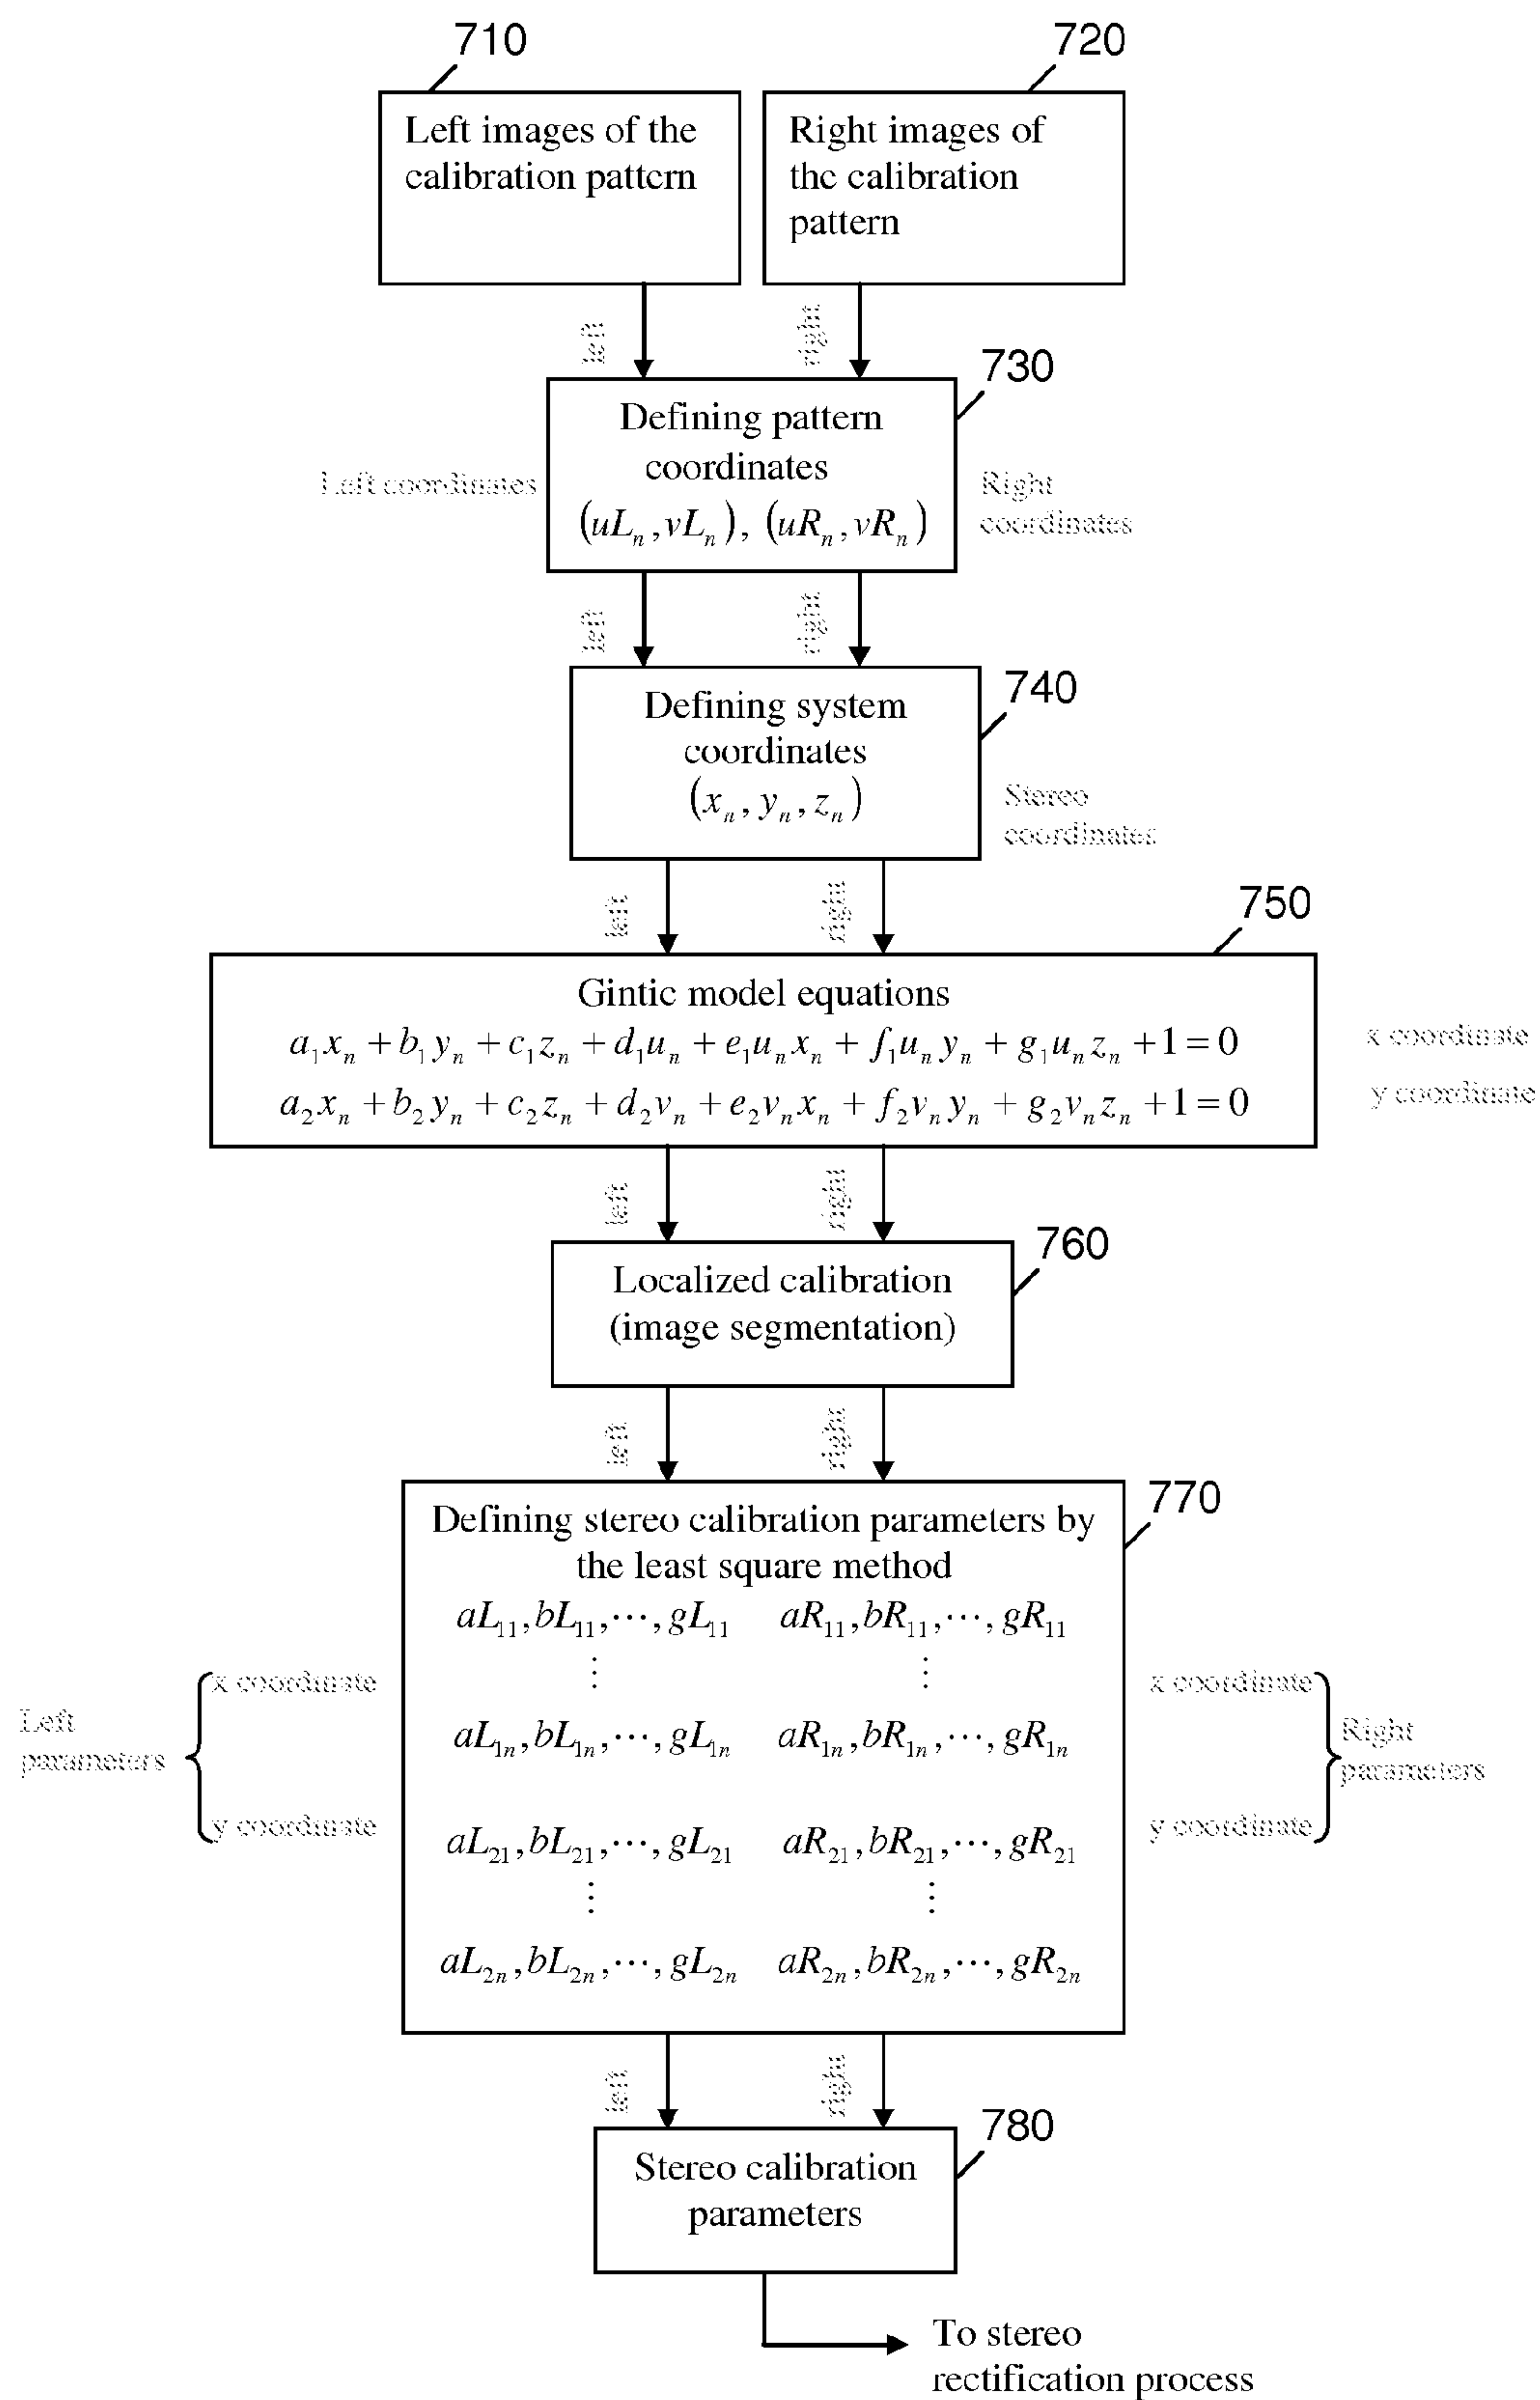 710
720
Left images of the
calibration pattern
Right images of
the calibration
pattern
left
right
730
Defining pattern
coordinates
(uLₙ, vLₙ), (uRₙ, vRₙ)
Left coordinates
Right
coordinates
left
right
740
Defining system
coordinates
(xₙ, yₙ, zₙ)
Stereo
coordinates
left
right
750
Gintic model equations
a₁xₙ + b₁yₙ + c₁zₙ + d₁uₙ + e₁uₙxₙ + f₁uₙyₙ + g₁uₙzₙ + 1 = 0
x coordinate
a₂xₙ + b₂yₙ + c₂zₙ + d₂vₙ + e₂vₙxₙ + f₂vₙyₙ + g₂vₙzₙ + 1 = 0
y coordinate
left
right
760
Localized calibration
(image segmentation)
left
right
770
Defining stereo calibration parameters by
the least square method
aL₁₁, bL₁₁, ⋯, gL₁₁ aR₁₁, bR₁₁, ⋯, gR₁₁
⋮ ⋮
x coordinate
x coordinate
Left
parameters
Right
parameters
aL₁ₙ, bL₁ₙ, ⋯, gL₁ₙ aR₁ₙ, bR₁ₙ, ⋯, gR₁ₙ
y coordinate
y coordinate
aL₂₁, bL₂₁, ⋯, gL₂₁ aR₂₁, bR₂₁, ⋯, gR₂₁
⋮ ⋮
aL₂ₙ, bL₂ₙ, ⋯, gL₂ₙ aR₂ₙ, bR₂ₙ, ⋯, gR₂ₙ
left
right
780
Stereo calibration
parameters
To stereo
rectification process